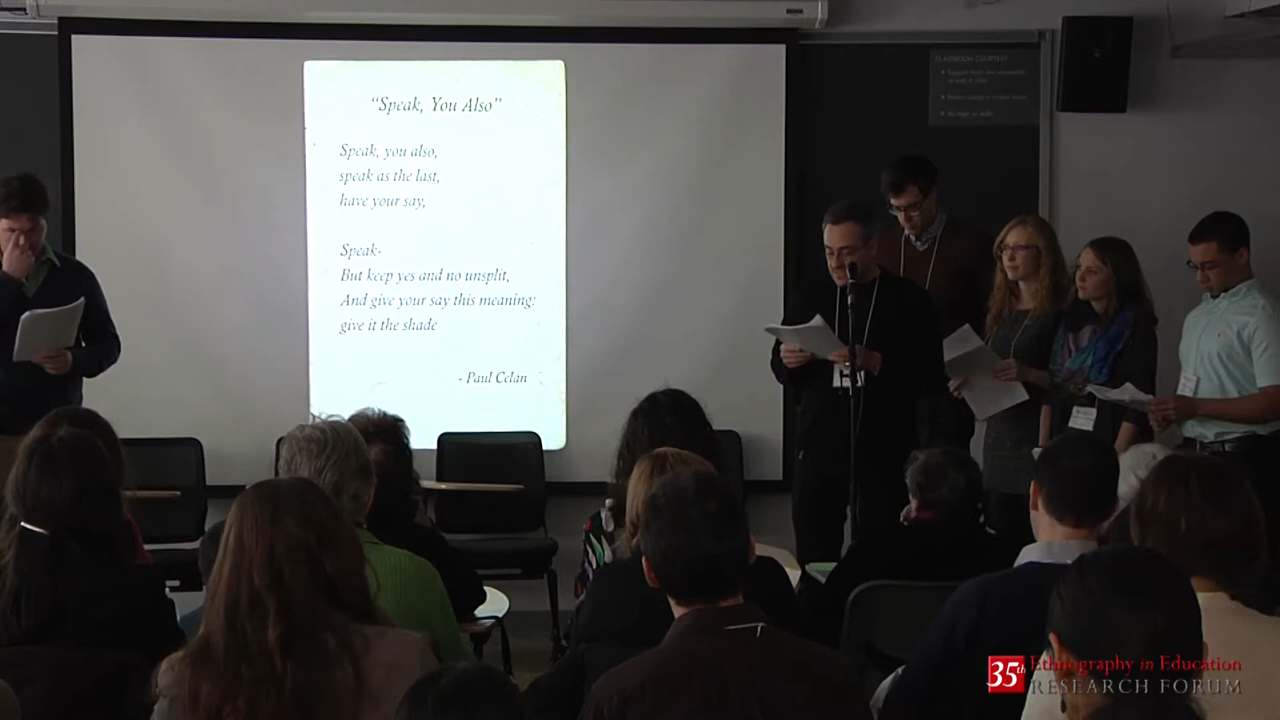 "Speak, You Also"
Speak, you also,
speak as the last,
have your say,
Speak-
But keep yes and no unsplit,
And give your say this meaning:
give it the shade
- Paul Celan
CLASSROOM COURTESY
35th Ethnography in Education
RESEARCH FORUM